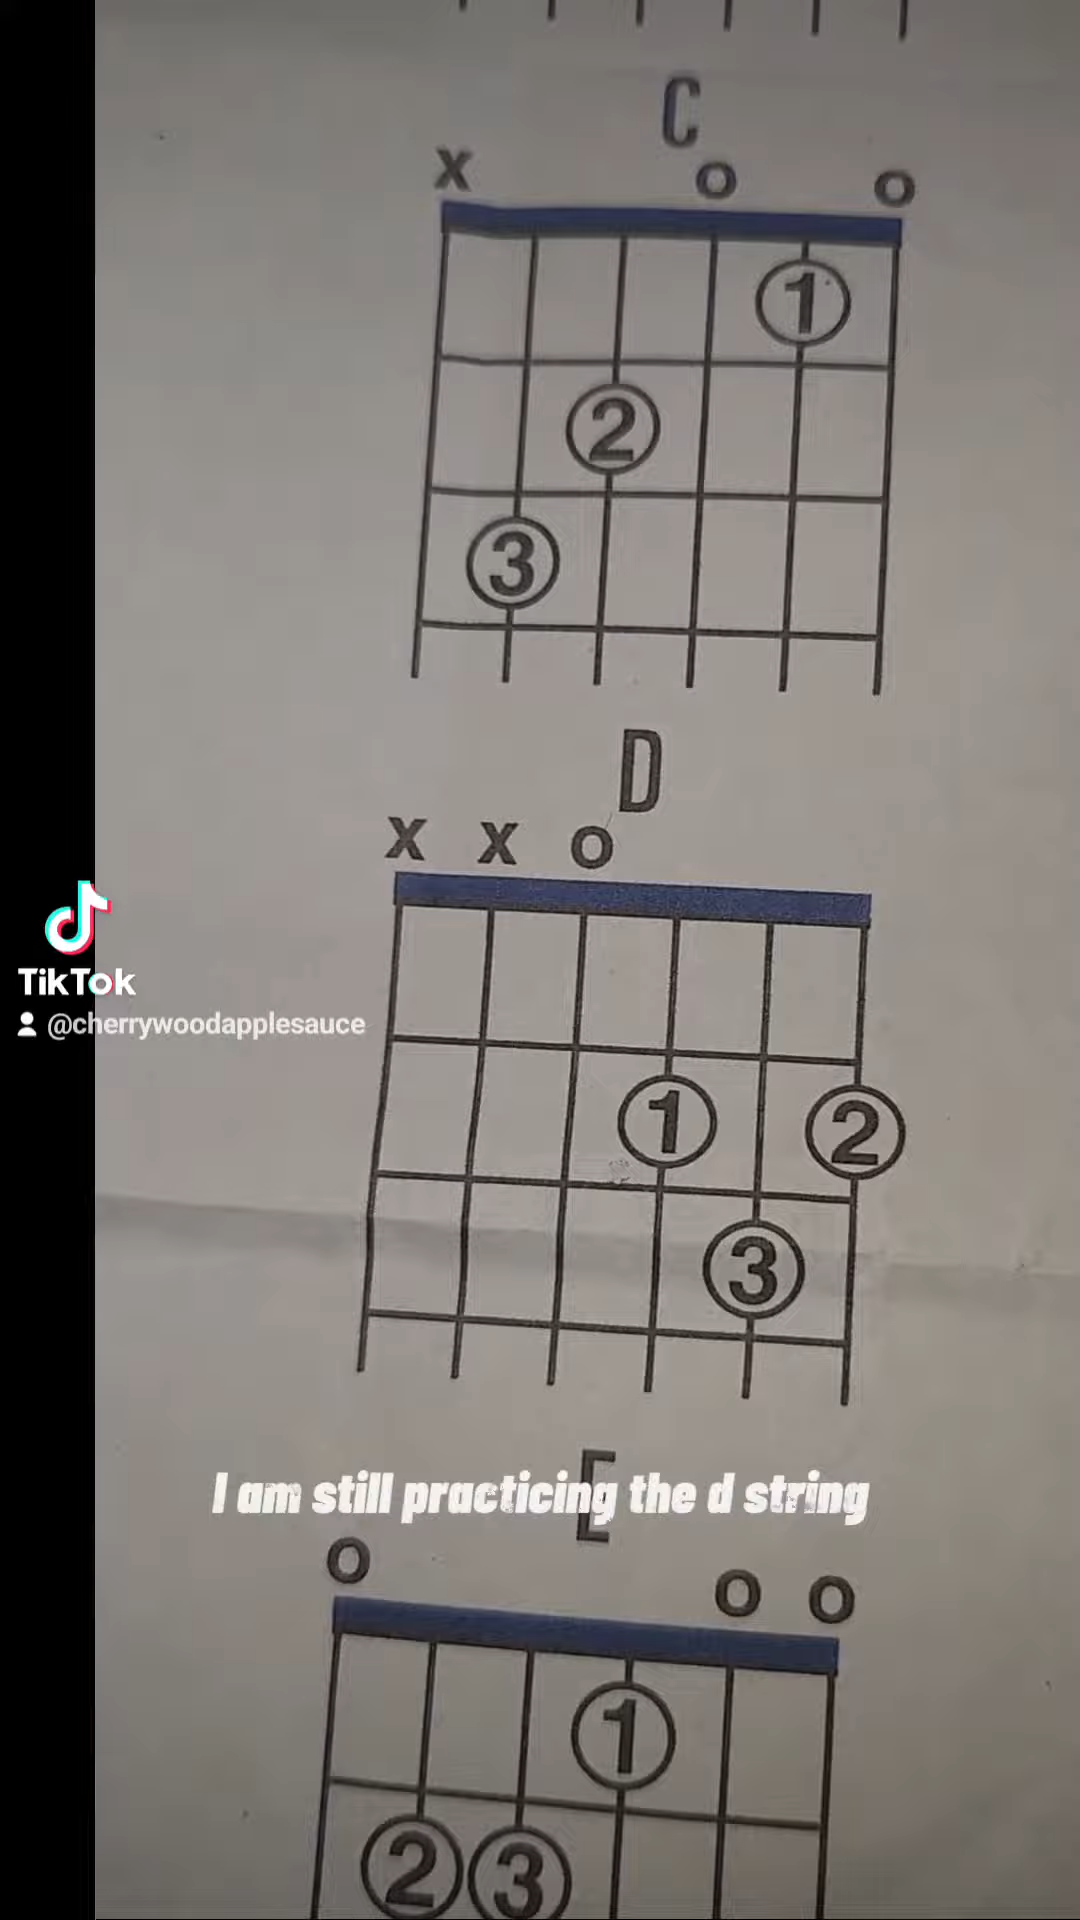 C
x o o
1
2
3
D
x x o
1 2
3
TikTok
@cherrywoodapplesauce
E
I am still practicing the d string
o o o
1
2 3